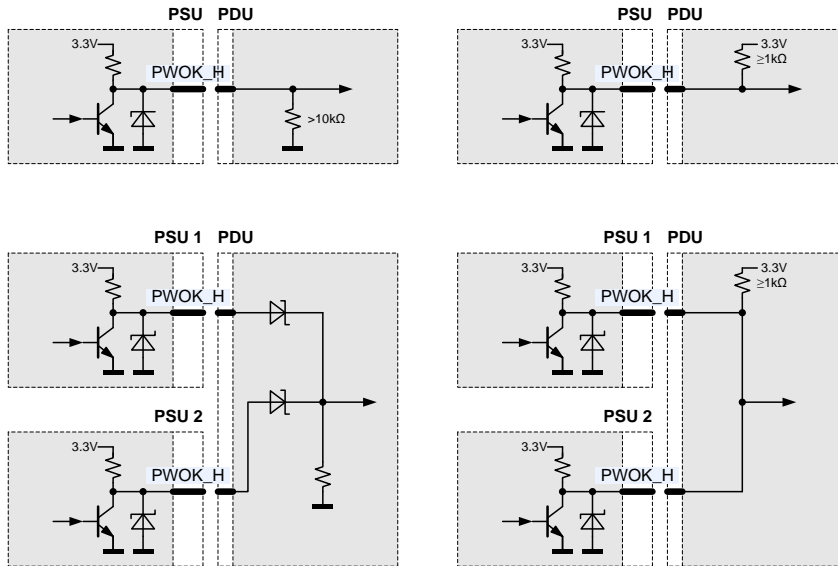 PSU PDU
3.3V
PWOK_H
>10kΩ
PSU PDU
3.3V
PWOK_H
3.3V
≥1kΩ
PSU 1 PDU
3.3V
PWOK_H
PSU 2
3.3V
PWOK_H
PSU 1 PDU
3.3V
PWOK_H
3.3V
≥1kΩ
PSU 2
3.3V
PWOK_H